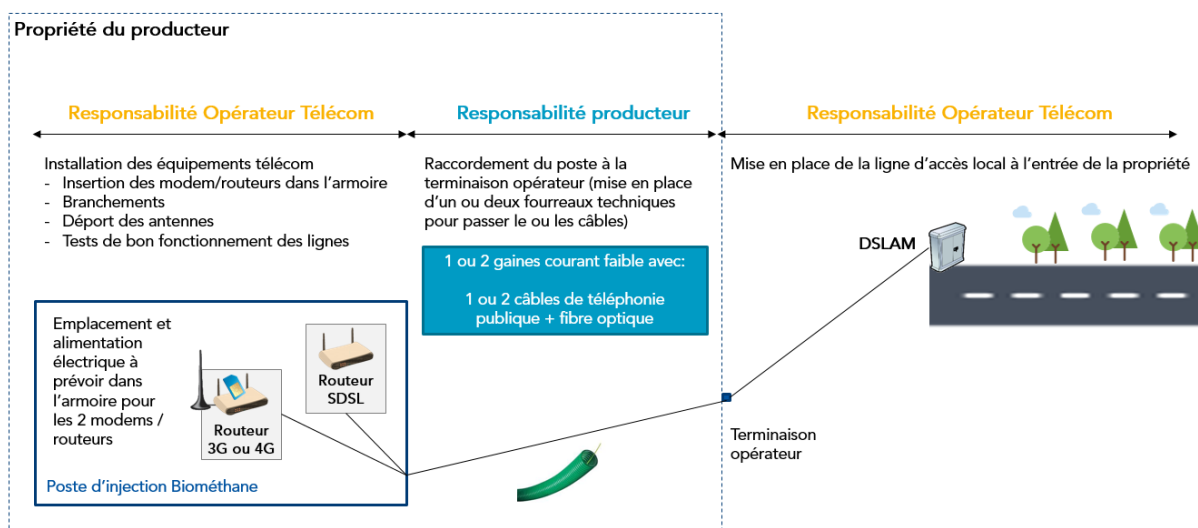 Propriété du producteur
Responsabilité Opérateur Télécom
Responsabilité producteur
Responsabilité Opérateur Télécom
Installation des équipements télécom
- Insertion des modem/routeurs dans l'armoire
- Branchements
- Déport des antennes
- Tests de bon fonctionnement des lignes
Raccordement du poste à la
terminaison opérateur (mise en place
d'un ou deux fourreaux techniques
pour passer le ou les câbles)
Mise en place de la ligne d'accès local à l'entrée de la propriété
1 ou 2 gaines courant faible avec:
1 ou 2 câbles de téléphonie
publique + fibre optique
DSLAM
Emplacement et
alimentation
électrique à
prévoir dans
l'armoire pour
les 2 modems /
routeurs
Routeur
SDSL
Routeur
3G ou 4G
Poste d'injection Biométhane
Terminaison
opérateur